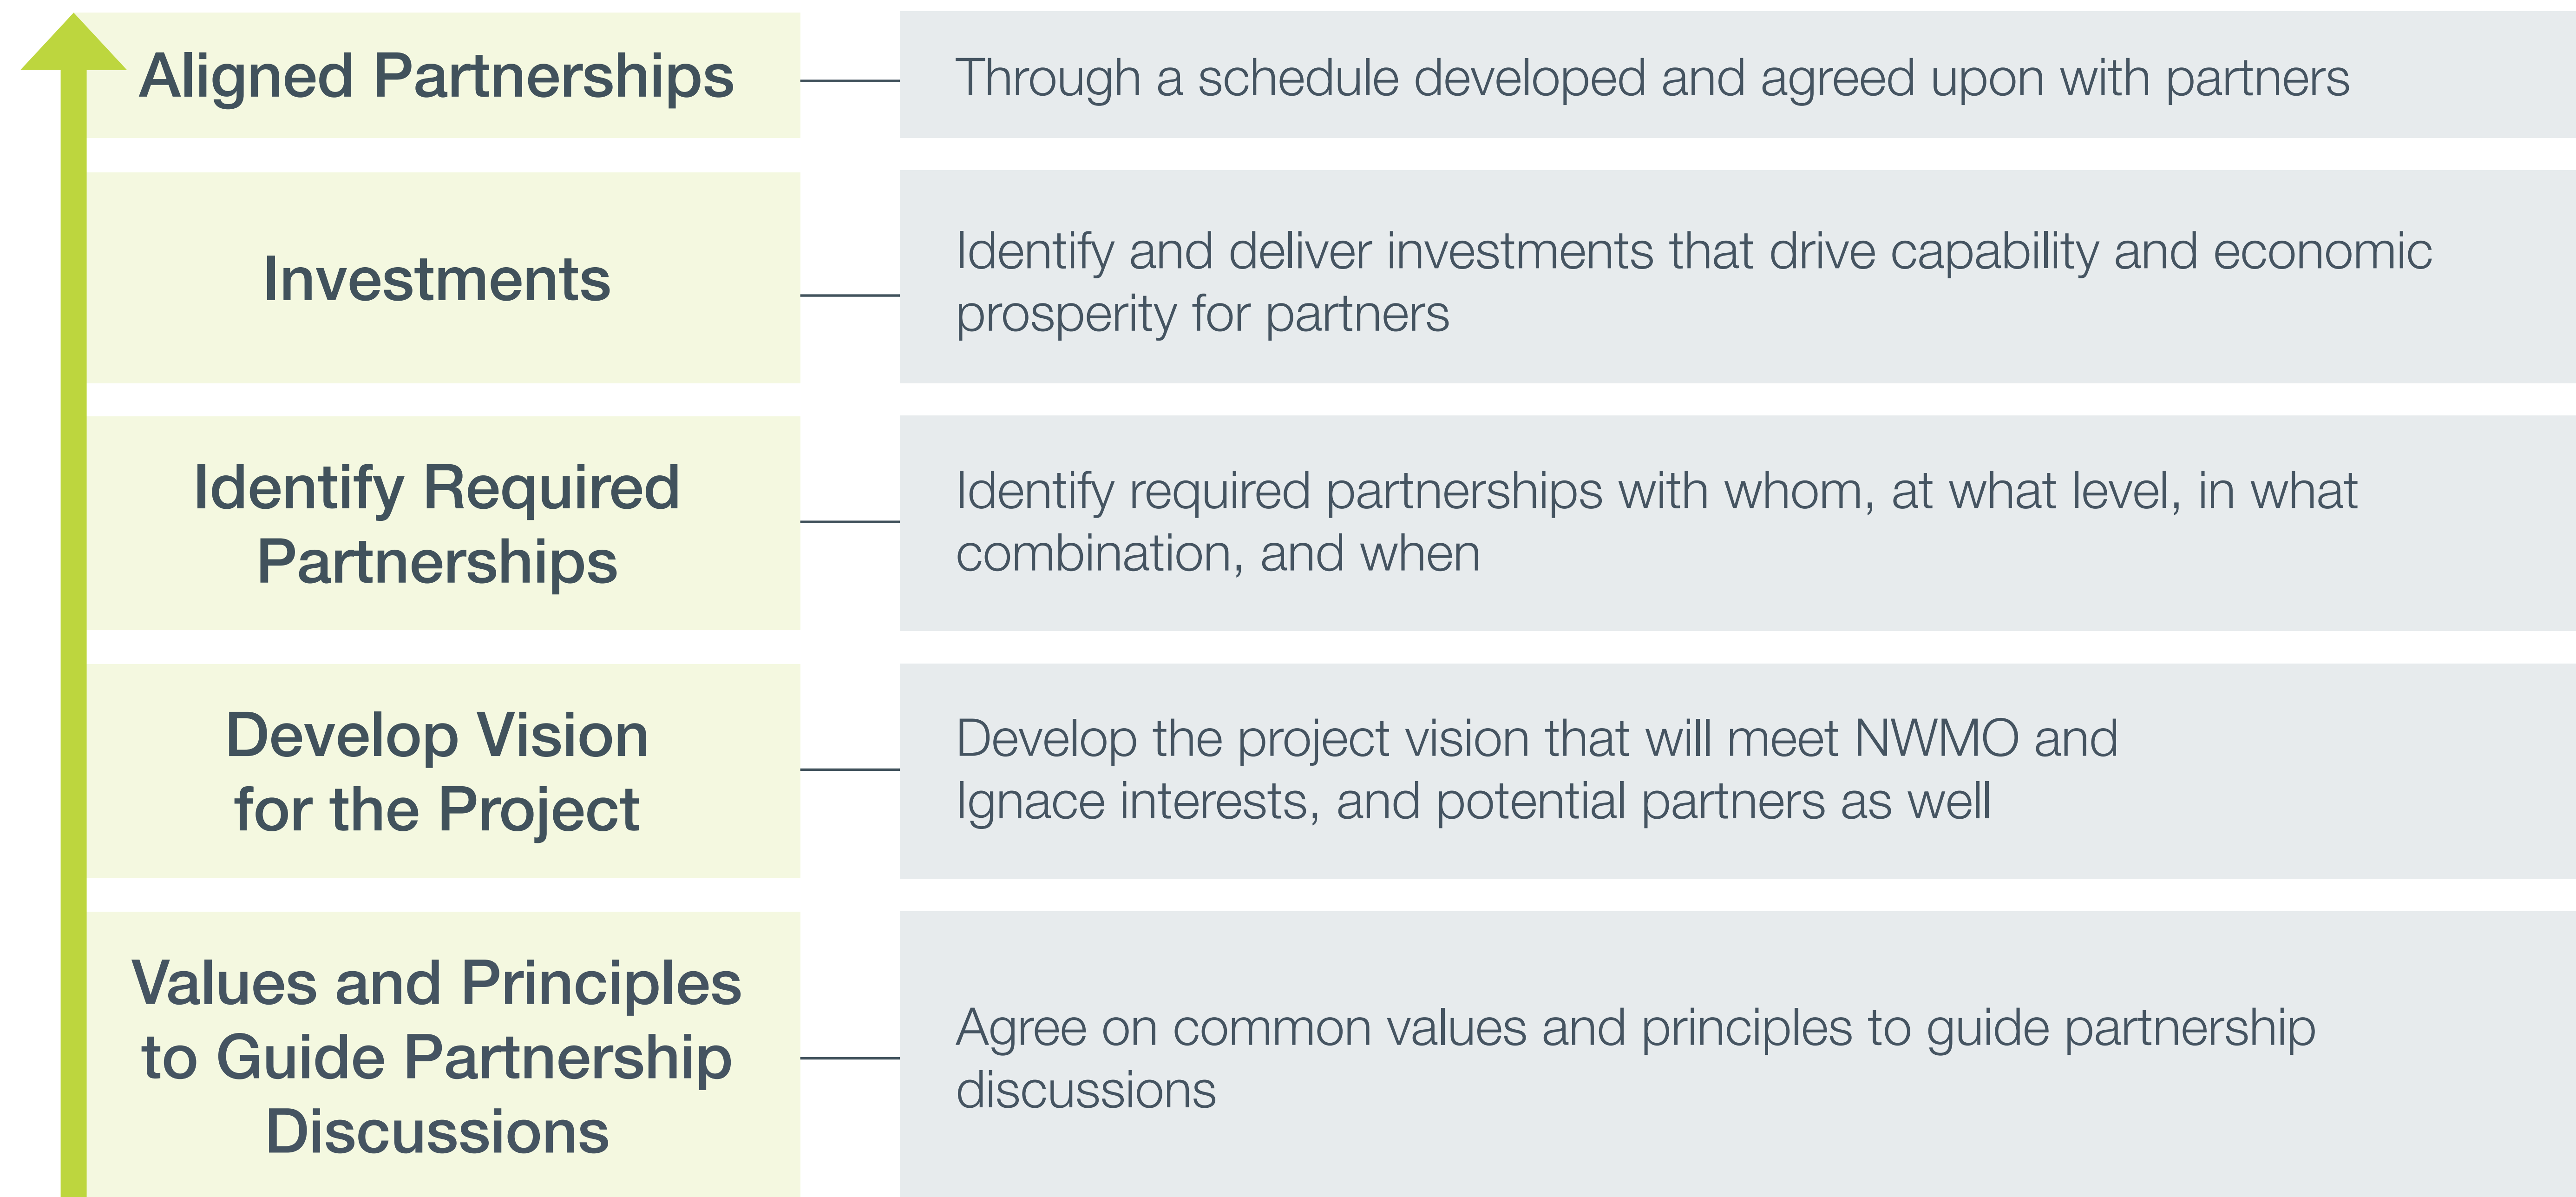 Aligned Partnerships
Through a schedule developed and agreed upon with partners
Investments
Identify and deliver investments that drive capability and economic
prosperity for partners
Identify Required
Partnerships
Identify required partnerships with whom, at what level, in what
combination, and when
Develop Vision
for the Project
Develop the project vision that will meet NWMO and
Ignace interests, and potential partners as well
Values and Principles
to Guide Partnership
Discussions
Agree on common values and principles to guide partnership
discussions